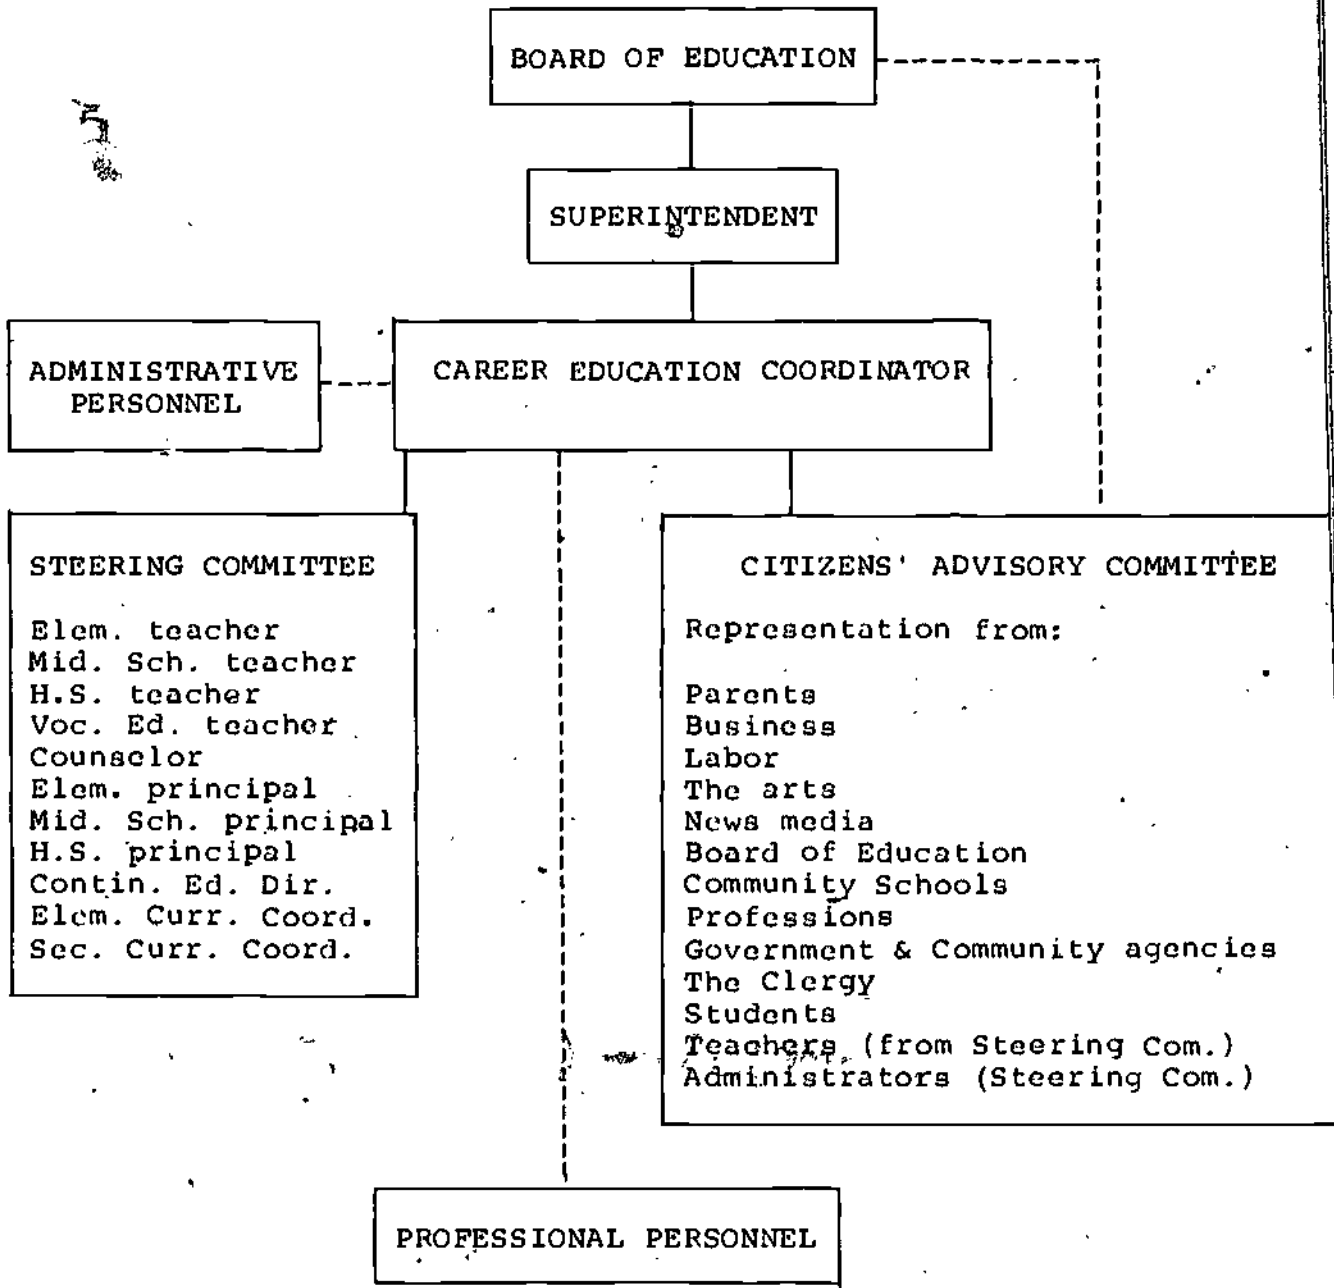 BOARD OF EDUCATION
SUPERINTENDENT
ADMINISTRATIVE
PERSONNEL
CAREER EDUCATION COORDINATOR
STEERING COMMITTEE
Elem. teacher
Mid. Sch. teacher
H.S. teacher
Voc. Ed. teacher
Counselor
Elem. principal
Mid. Sch. principal
H.S. principal
Contin. Ed. Dir.
Elem. Curr. Coord.
Sec. Curr. Coord.
CITIZENS' ADVISORY COMMITTEE
Representation from:
Parents
Business
Labor
The arts
News media
Board of Education
Community Schools
Professions
Government & Community agencies
The Clergy
Students
Teachers (from Steering Com.)
Administrators (Steering Com.)
PROFESSIONAL PERSONNEL